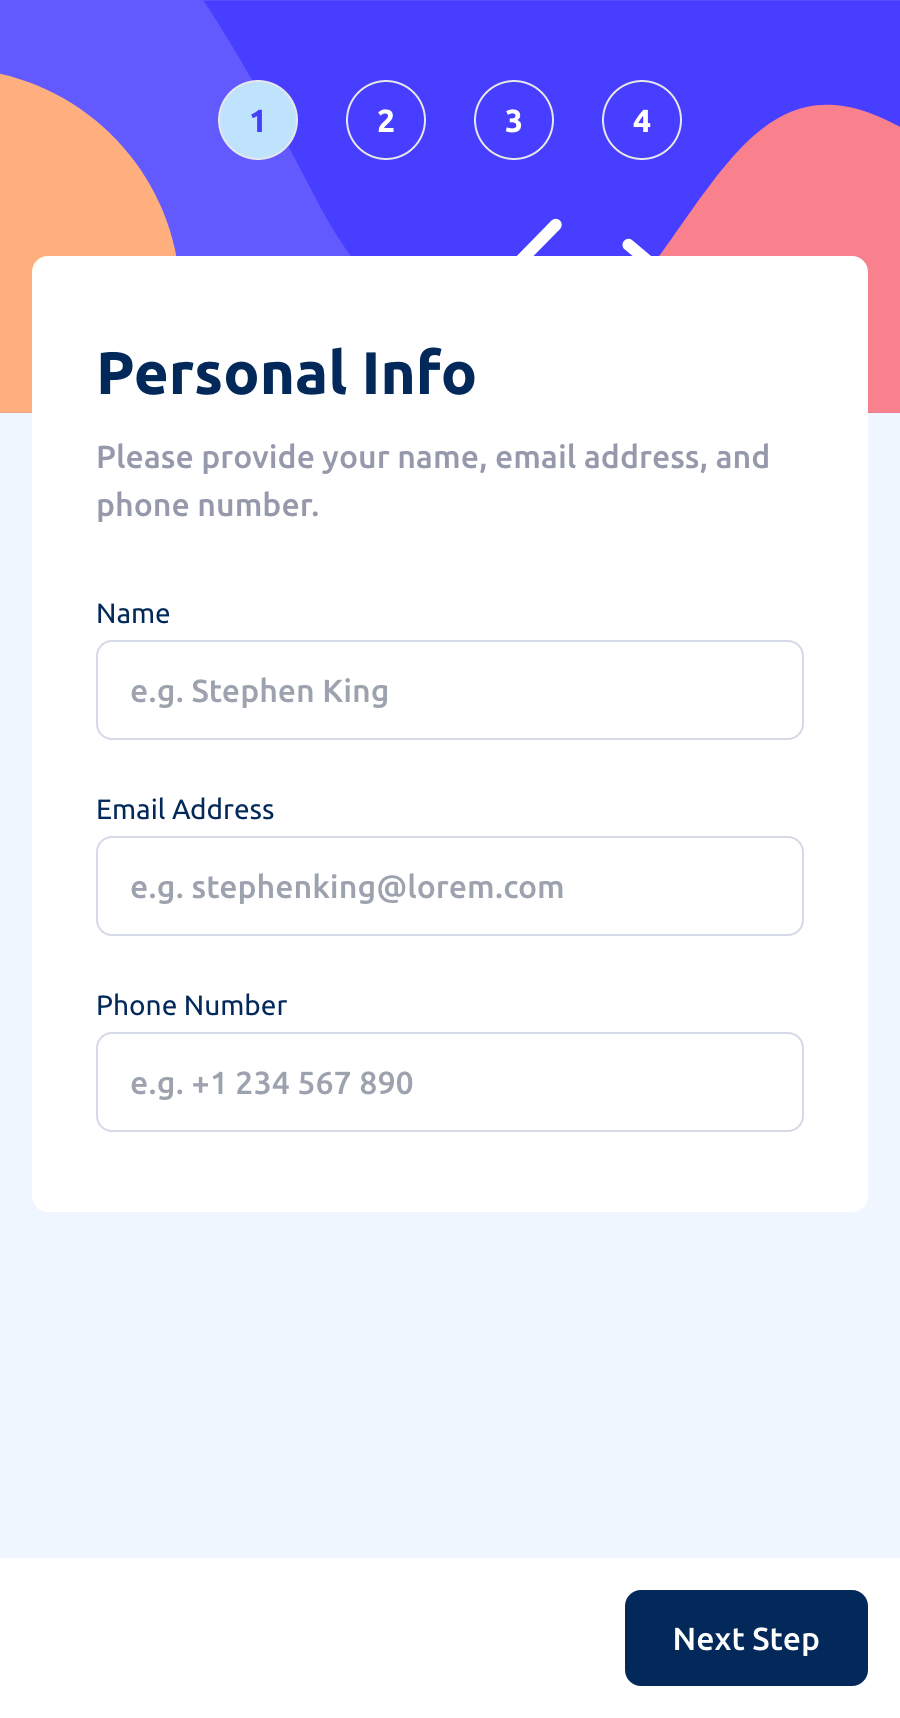 1 2 3 4
Personal Info
Please provide your name, email address, and
phone number.
Name
e.g. Stephen King
Email Address
e.g. stephenking@lorem.com
Phone Number
e.g. +1 234 567 890
Next Step